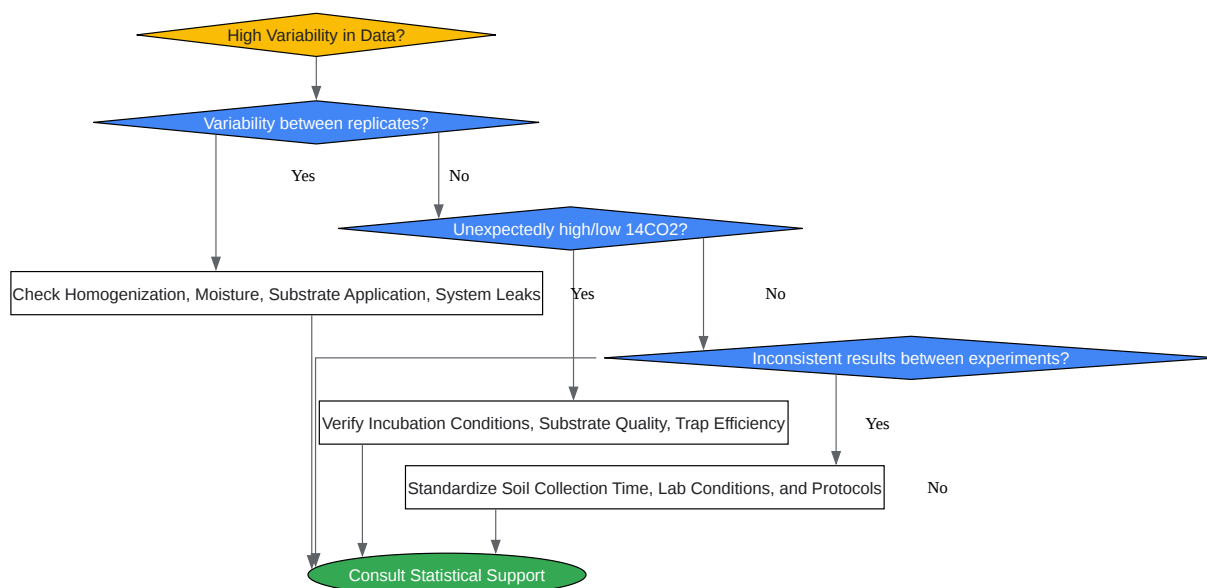 High Variability in Data?
Variability between replicates?
Yes
No
Unexpectedly high/low 14CO2?
Check Homogenization, Moisture, Substrate Application, System Leaks
Yes
No
Inconsistent results between experiments?
Verify Incubation Conditions, Substrate Quality, Trap Efficiency
Yes
Standardize Soil Collection Time, Lab Conditions, and Protocols
No
Consult Statistical Support